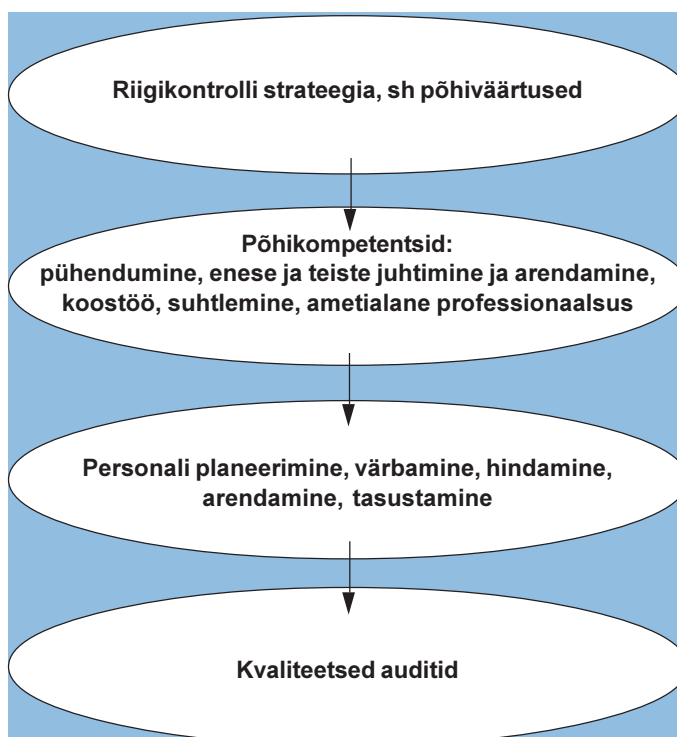 Riigikontrolli strateegia, sh põhiväärtused
Põhikompetentsid:
pühendumine, enese ja teiste juhtimine ja arendamine,
koostöö, suhtlemine, ametialane professionaalsus
Personali planeerimine, värbamine, hindamine,
arendamine, tasustamine
Kvaliteetsed auditid